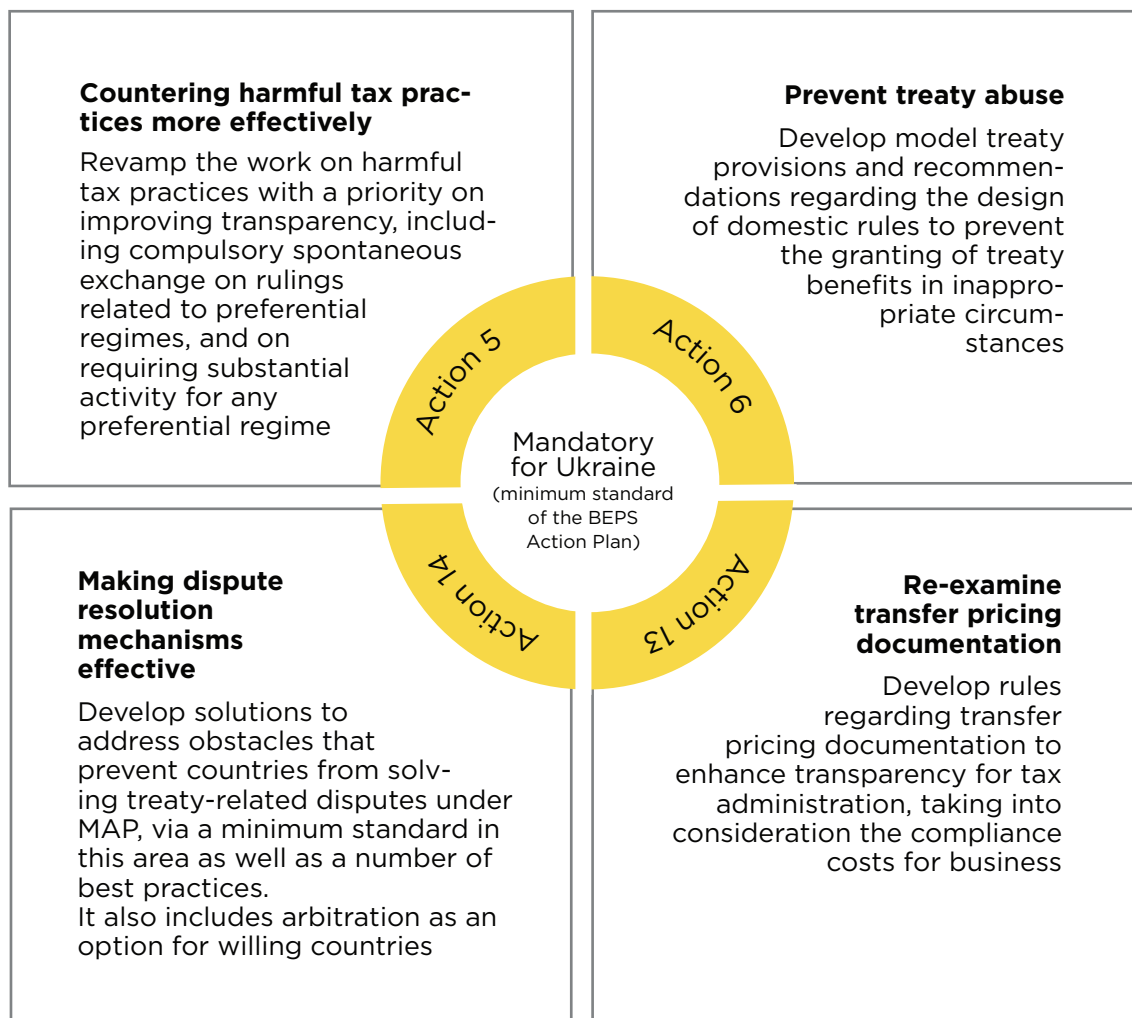 Countering harmful tax prac-
tices more effectively
Revamp the work on harmful
tax practices with a priority on
improving transparency, includ-
ing compulsory spontaneous
exchange on rulings
related to preferential
regimes, and on
requiring substantial
activity for any
preferential regime
Prevent treaty abuse
Develop model treaty
provisions and recommen-
dations regarding the design
of domestic rules to prevent
the granting of treaty
benefits in inappro-
priate circum-
stances
Action 5
Action 6
Mandatory
for Ukraine
(minimum standard
of the BEPS
Action Plan)
Action 14
Action 13
Making dispute
resolution
mechanisms
effective
Develop solutions to
address obstacles that
prevent countries from solv-
ing treaty-related disputes under
MAP, via a minimum standard in
this area as well as a number of
best practices.
It also includes arbitration as an
option for willing countries
Re-examine
transfer pricing
documentation
Develop rules
regarding transfer
pricing documentation to
enhance transparency for tax
administration, taking into
consideration the compliance
costs for business